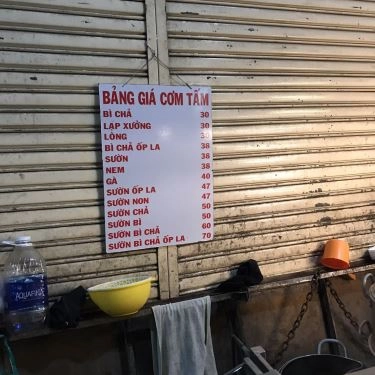 BẢNG GIÁ CƠM TẤM
BÌ CHẢ 30
LẠP XƯỞNG 30
LÒNG 30
BÌ CHẢ ỐP LA 38
SƯỜN 38
NEM 38
GÀ 40
SƯỜN ỐP LA 47
SƯỜN NON 47
SƯỜN CHẢ 50
SƯỜN BÌ 50
SƯỜN BÌ CHẢ 60
SƯỜN BÌ CHẢ ỐP LA 70
AQUAFINA